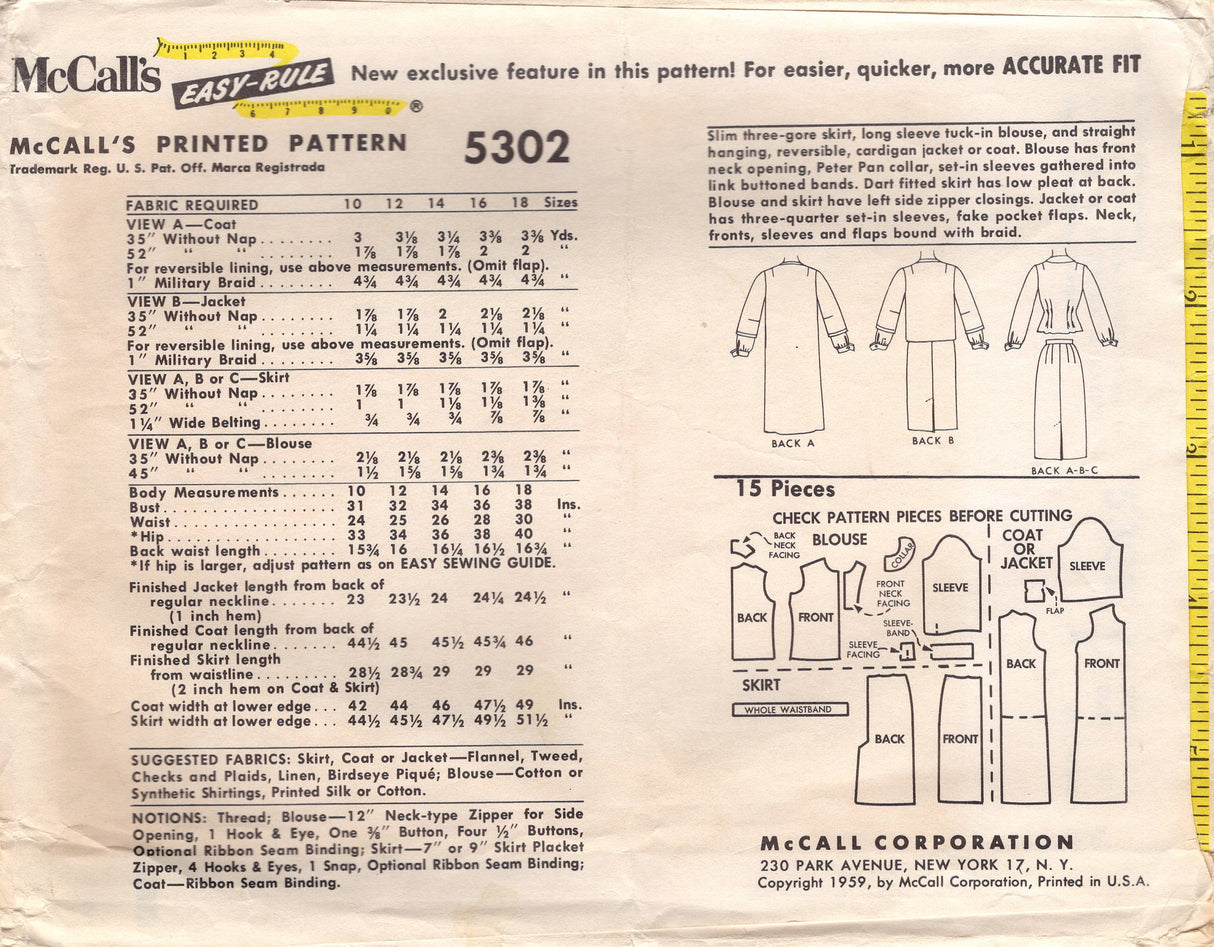 McCall's EASY-RULE ® New exclusive feature in this pattern! For easier, quicker, more ACCURATE FIT
1 2 3 4
6 7 8 9 0
McCALL'S PRINTED PATTERN 5302
Trademark Reg. U. S. Pat. Off. Marca Registrada
FABRIC REQUIRED 10 12 14 16 18 Sizes
VIEW A—Coat
35" Without Nap........ 3 3⅛ 3¼ 3⅜ 3⅜ Yds.
52" " " ........ 1⅞ 1⅞ 1⅞ 2 2 "
For reversible lining, use above measurements. (Omit flap).
1" Military Braid........ 4¾ 4¾ 4¾ 4¾ 4¾ "
VIEW B—Jacket
35" Without Nap........ 1⅞ 1⅞ 2 2⅛ 2⅛ "
52" " " ........ 1¼ 1¼ 1¼ 1¼ 1¼ "
For reversible lining, use above measurements. (Omit flap).
1" Military Braid........ 3⅝ 3⅝ 3⅝ 3⅝ 3⅝ "
VIEW A, B or C—Skirt
35" Without Nap........ 1⅞ 1⅞ 1⅞ 1⅞ 1⅞ "
52" " " ........ 1 1 1⅛ 1⅛ 1⅜ "
1¼" Wide Belting........ ¾ ¾ ¾ ⅞ ⅞ "
VIEW A, B or C—Blouse
35" Without Nap........ 2⅛ 2⅛ 2⅛ 2⅜ 2⅜ "
45" " " ........ 1½ 1⅝ 1⅝ 1¾ 1¾ "
Body Measurements...... 10 12 14 16 18
Bust.................. 31 32 34 36 38 Ins.
Waist................. 24 25 26 28 30 "
*Hip.................. 33 34 36 38 40 "
Back waist length........ 15¾ 16 16¼ 16½ 16¾ "
*If hip is larger, adjust pattern as on EASY SEWING GUIDE.
Finished Jacket length from back of
regular neckline....... 23 23½ 24 24¼ 24½ "
(1 inch hem)
Finished Coat length from back of
regular neckline....... 44½ 45 45½ 45¾ 46 "
Finished Skirt length
from waistline......... 28½ 28¾ 29 29 29 "
(2 inch hem on Coat & Skirt)
Coat width at lower edge... 42 44 46 47½ 49 Ins.
Skirt width at lower edge... 44½ 45½ 47½ 49½ 51½ "
SUGGESTED FABRICS: Skirt, Coat or Jacket—Flannel, Tweed,
Checks and Plaids, Linen, Birdseye Piqué; Blouse—Cotton or
Synthetic Shirtings, Printed Silk or Cotton.
NOTIONS: Thread; Blouse—12" Neck-type Zipper for Side
Opening, 1 Hook & Eye, One ⅜" Button, Four ½" Buttons,
Optional Ribbon Seam Binding; Skirt—7" or 9" Skirt Placket
Zipper, 4 Hooks & Eyes, 1 Snap, Optional Ribbon Seam Binding;
Coat—Ribbon Seam Binding.
Slim three-gore skirt, long sleeve tuck-in blouse, and straight
hanging, reversible, cardigan jacket or coat. Blouse has front
neck opening, Peter Pan collar, set-in sleeves gathered into
link buttoned bands. Dart fitted skirt has low pleat at back.
Blouse and skirt have left side zipper closings. Jacket or coat
has three-quarter set-in sleeves, fake pocket flaps. Neck,
fronts, sleeves and flaps bound with braid.
BACK A
BACK B
BACK A-B-C
15 Pieces
CHECK PATTERN PIECES BEFORE CUTTING
BACK
NECK
FACING
BLOUSE
COLLAR
BACK
FRONT
FRONT
NECK
FACING
SLEEVE
SLEEVE-
BAND
SLEEVE
FACING
COAT
OR
JACKET
SLEEVE
FLAP
BACK
FRONT
SKIRT
WHOLE WAISTBAND
BACK
FRONT
McCALL CORPORATION
230 PARK AVENUE, NEW YORK 17, N. Y.
Copyright 1959, by McCall Corporation, Printed in U.S.A.